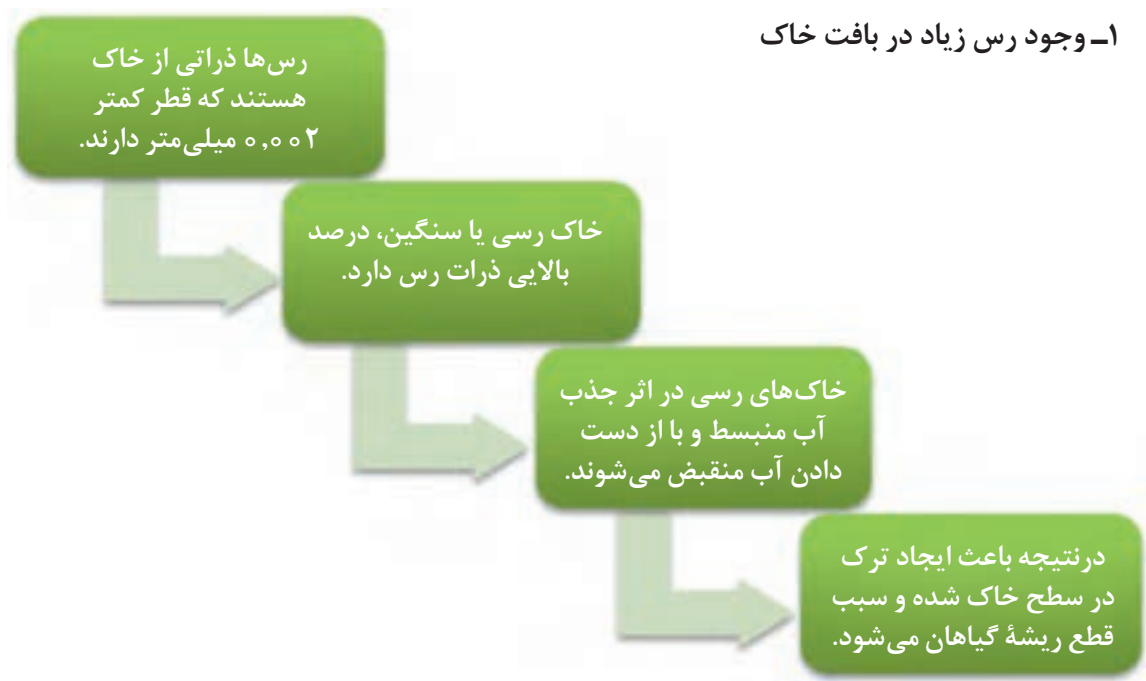 ۱ـ وجود رس زیاد در بافت خاک
رس‌ها ذراتی از خاک
هستند که قطر کمتر
۰,۰۰۲ میلی‌متر دارند.
خاک رسی یا سنگین، درصد
بالایی ذرات رس دارد.
خاک‌های رسی در اثر جذب
آب منبسط و با از دست
دادن آب منقبض می‌شوند.
درنتیجه باعث ایجاد ترک
در سطح خاک شده و سبب
قطع ریشهٔ گیاهان می‌شود.